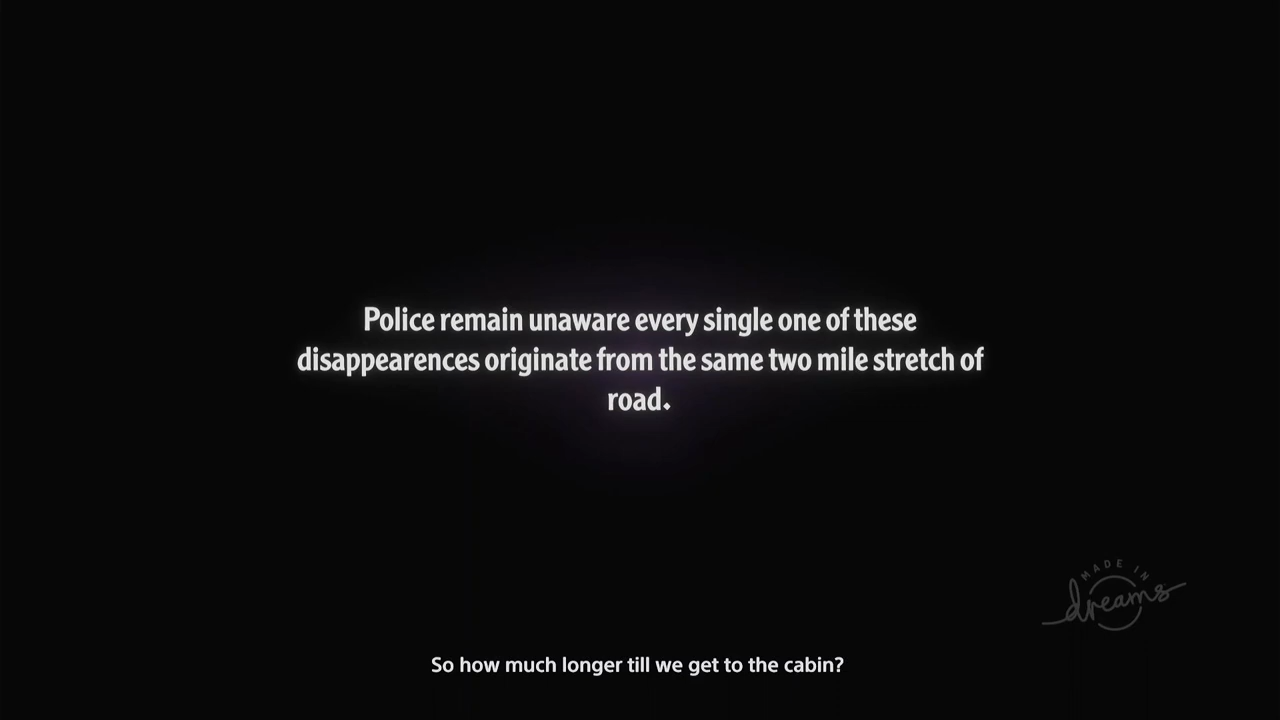 Police remain unaware every single one of these
disappearences originate from the same two mile stretch of
road.
MADE IN
dreams
So how much longer till we get to the cabin?